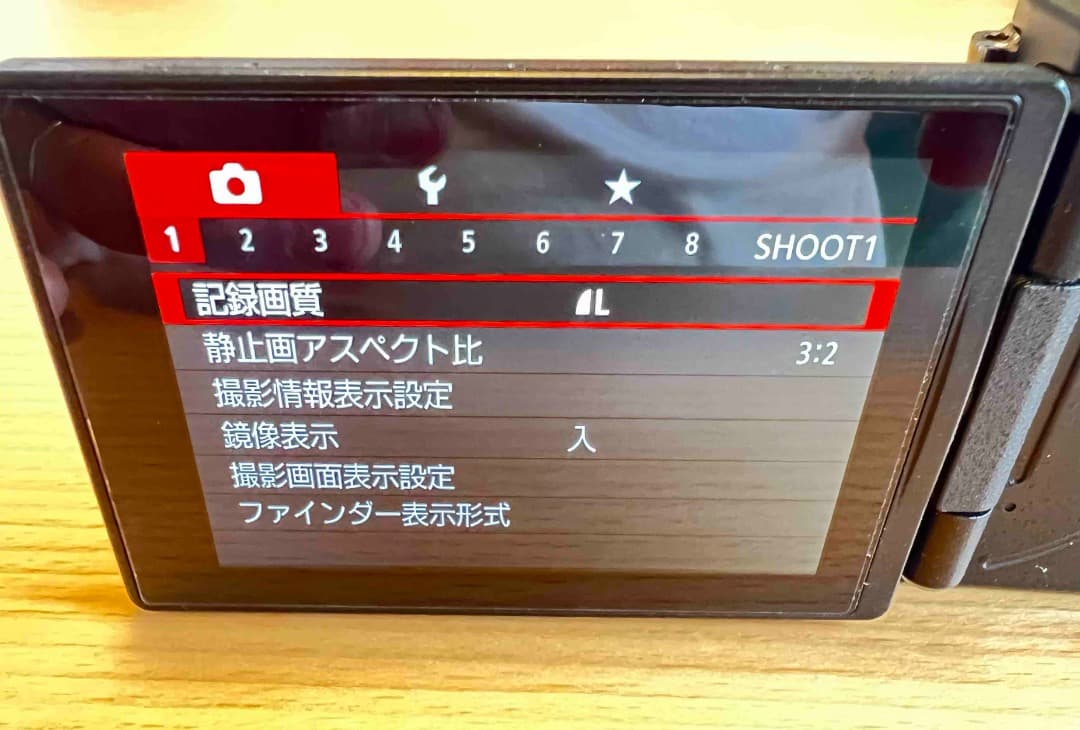 1 2 3 4 5 6 7 8 SHOOT1
記録画質 L
静止画アスペクト比 3:2
撮影情報表示設定
鏡像表示 入
撮影画面表示設定
ファインダー表示形式